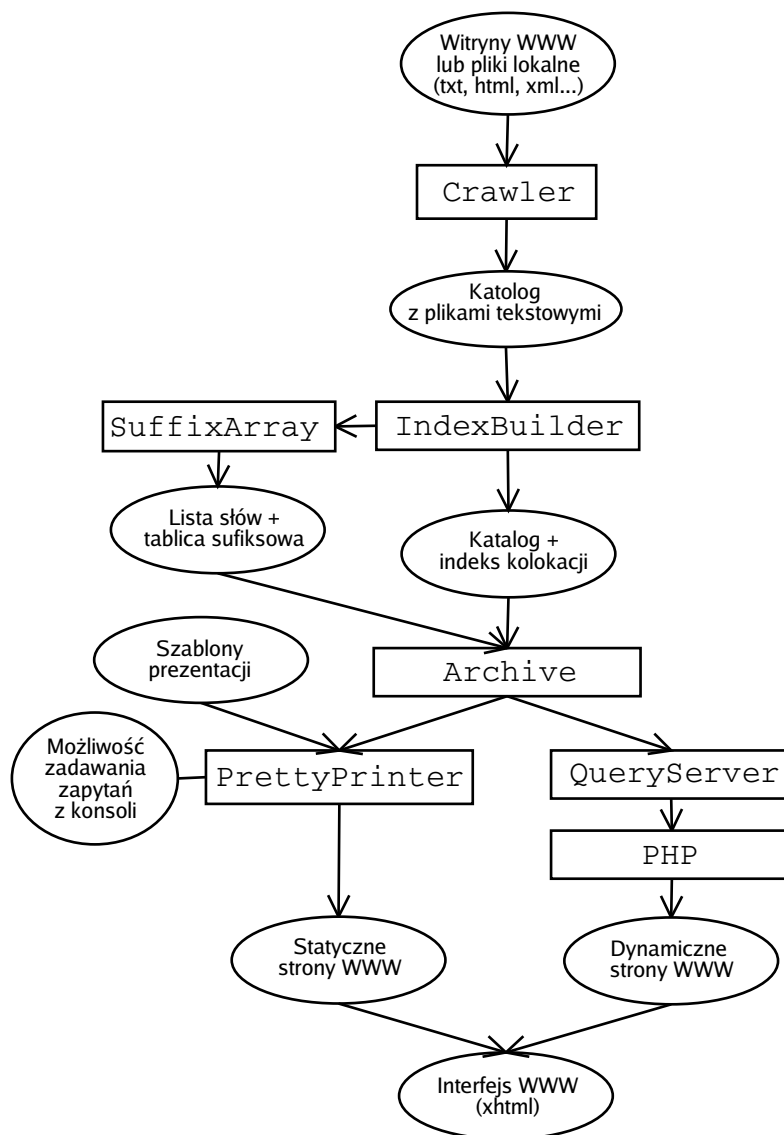 Witryny WWW
lub pliki lokalne
(txt, html, xml...)
Crawler
Katolog
z plikami tekstowymi
SuffixArray
IndexBuilder
Lista słów +
tablica sufiksowa
Katalog +
indeks kolokacji
Szablony
prezentacji
Archive
Możliwość
zadawania
zapytań
z konsoli
PrettyPrinter
QueryServer
PHP
Statyczne
strony WWW
Dynamiczne
strony WWW
Interfejs WWW
(xhtml)